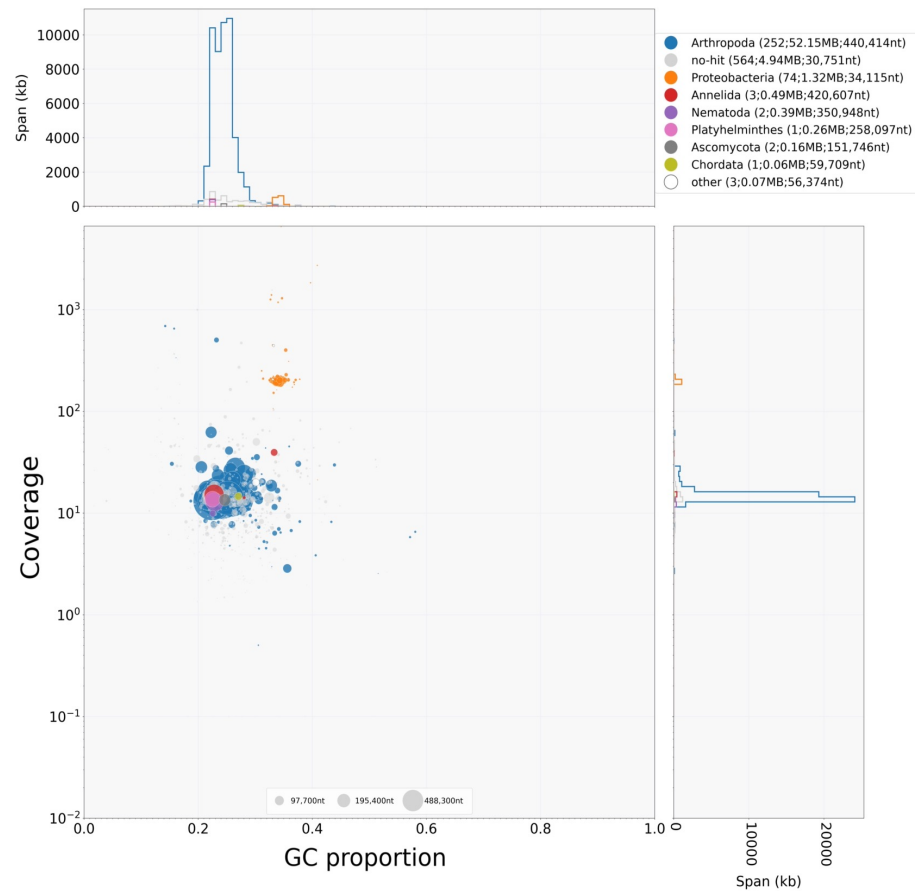 10000
8000
6000
4000
2000
0
Span (kb)
Arthropoda (252;52.15MB;440,414nt)
no-hit (564;4.94MB;30,751nt)
Proteobacteria (74;1.32MB;34,115nt)
Annelida (3;0.49MB;420,607nt)
Nematoda (2;0.39MB;350,948nt)
Platyhelminthes (1;0.26MB;258,097nt)
Ascomycota (2;0.16MB;151,746nt)
Chordata (1;0.06MB;59,709nt)
other (3;0.07MB;56,374nt)
10³
10²
10¹
10⁰
10⁻¹
10⁻²
Coverage
97,700nt 195,400nt 488,300nt
0.0 0.2 0.4 0.6 0.8 1.0
GC proportion
0 10000 20000
Span (kb)